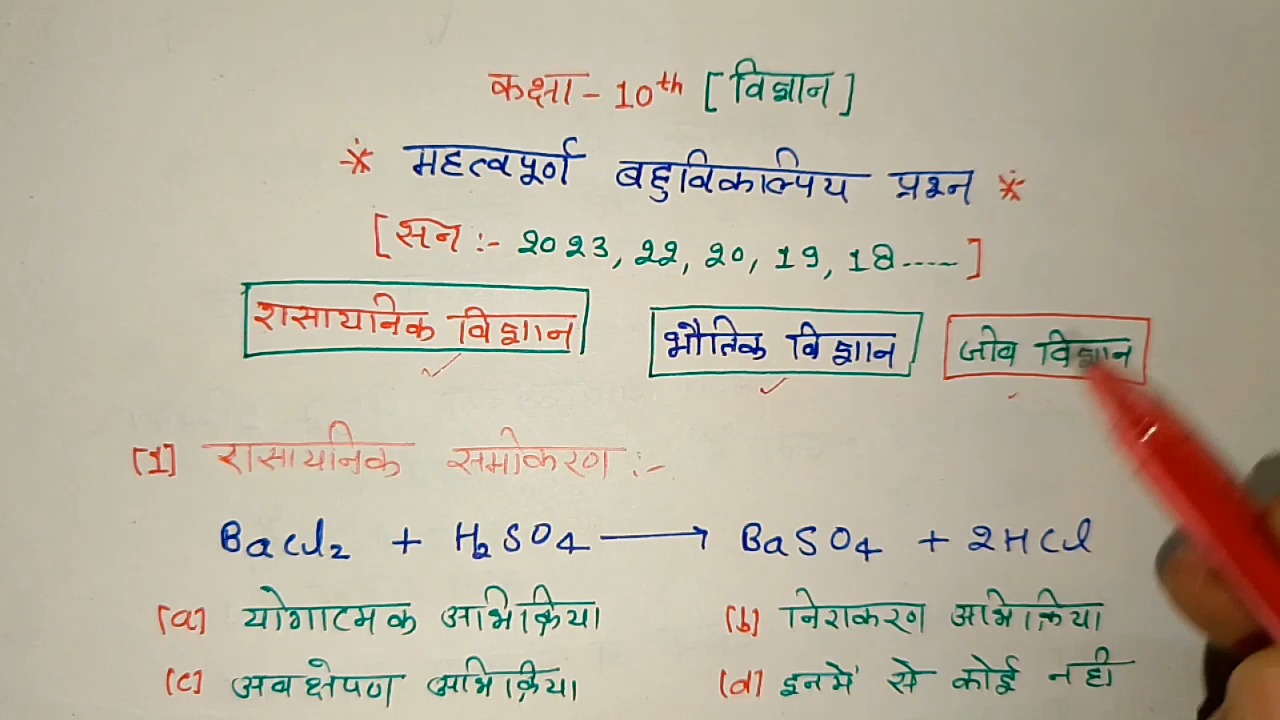 कक्षा - 10th [विज्ञान]
* महत्वपूर्ण बहुविकाल्पिय प्रश्न *
[सन :- 2023, 22, 20, 19, 18.....]
रासायनिक विज्ञान भौतिक विज्ञान जीव विज्ञान
[1] रासायनिक समीकरण :-
BaCl2 + H2SO4 → BaSO4 + 2HCl
[a] योगात्मक अभिक्रिया [b] निराकरण अभिक्रिया
[c] अवक्षेपण अभिक्रिया [d] इनमें से कोई नही